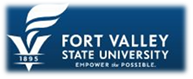 1895
FORT VALLEY
STATE UNIVERSITY
EMPOWER the POSSIBLE.